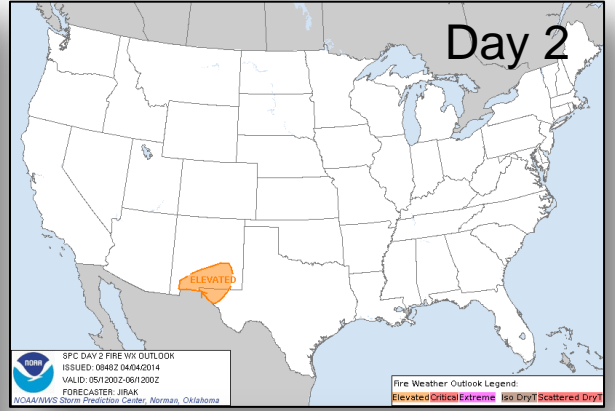 Day 2
ELEVATED
NOAA
SPC DAY 2 FIRE WX OUTLOOK
ISSUED: 0848Z 04/04/2014
VALID: 05/1200Z-06/1200Z
FORECASTER: JIRAK
NOAA/NWS Storm Prediction Center, Norman, Oklahoma
Fire Weather Outlook Legend:
Elevated Critical Extreme Iso DryT Scattered DryT